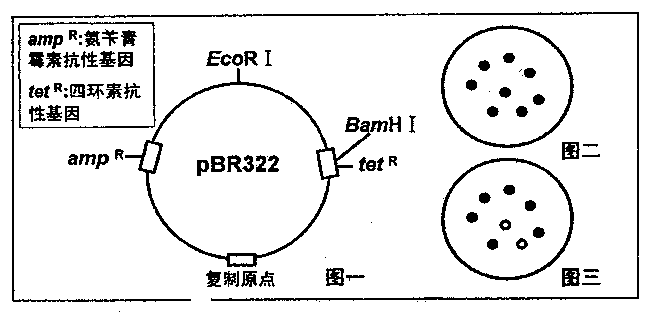 amp R:氨苄青
霉素抗性基因
tet R:四环素抗
性基因
EcoR I
BamH I
amp R
pBR322
tet R
复制原点
图一
图二
图三